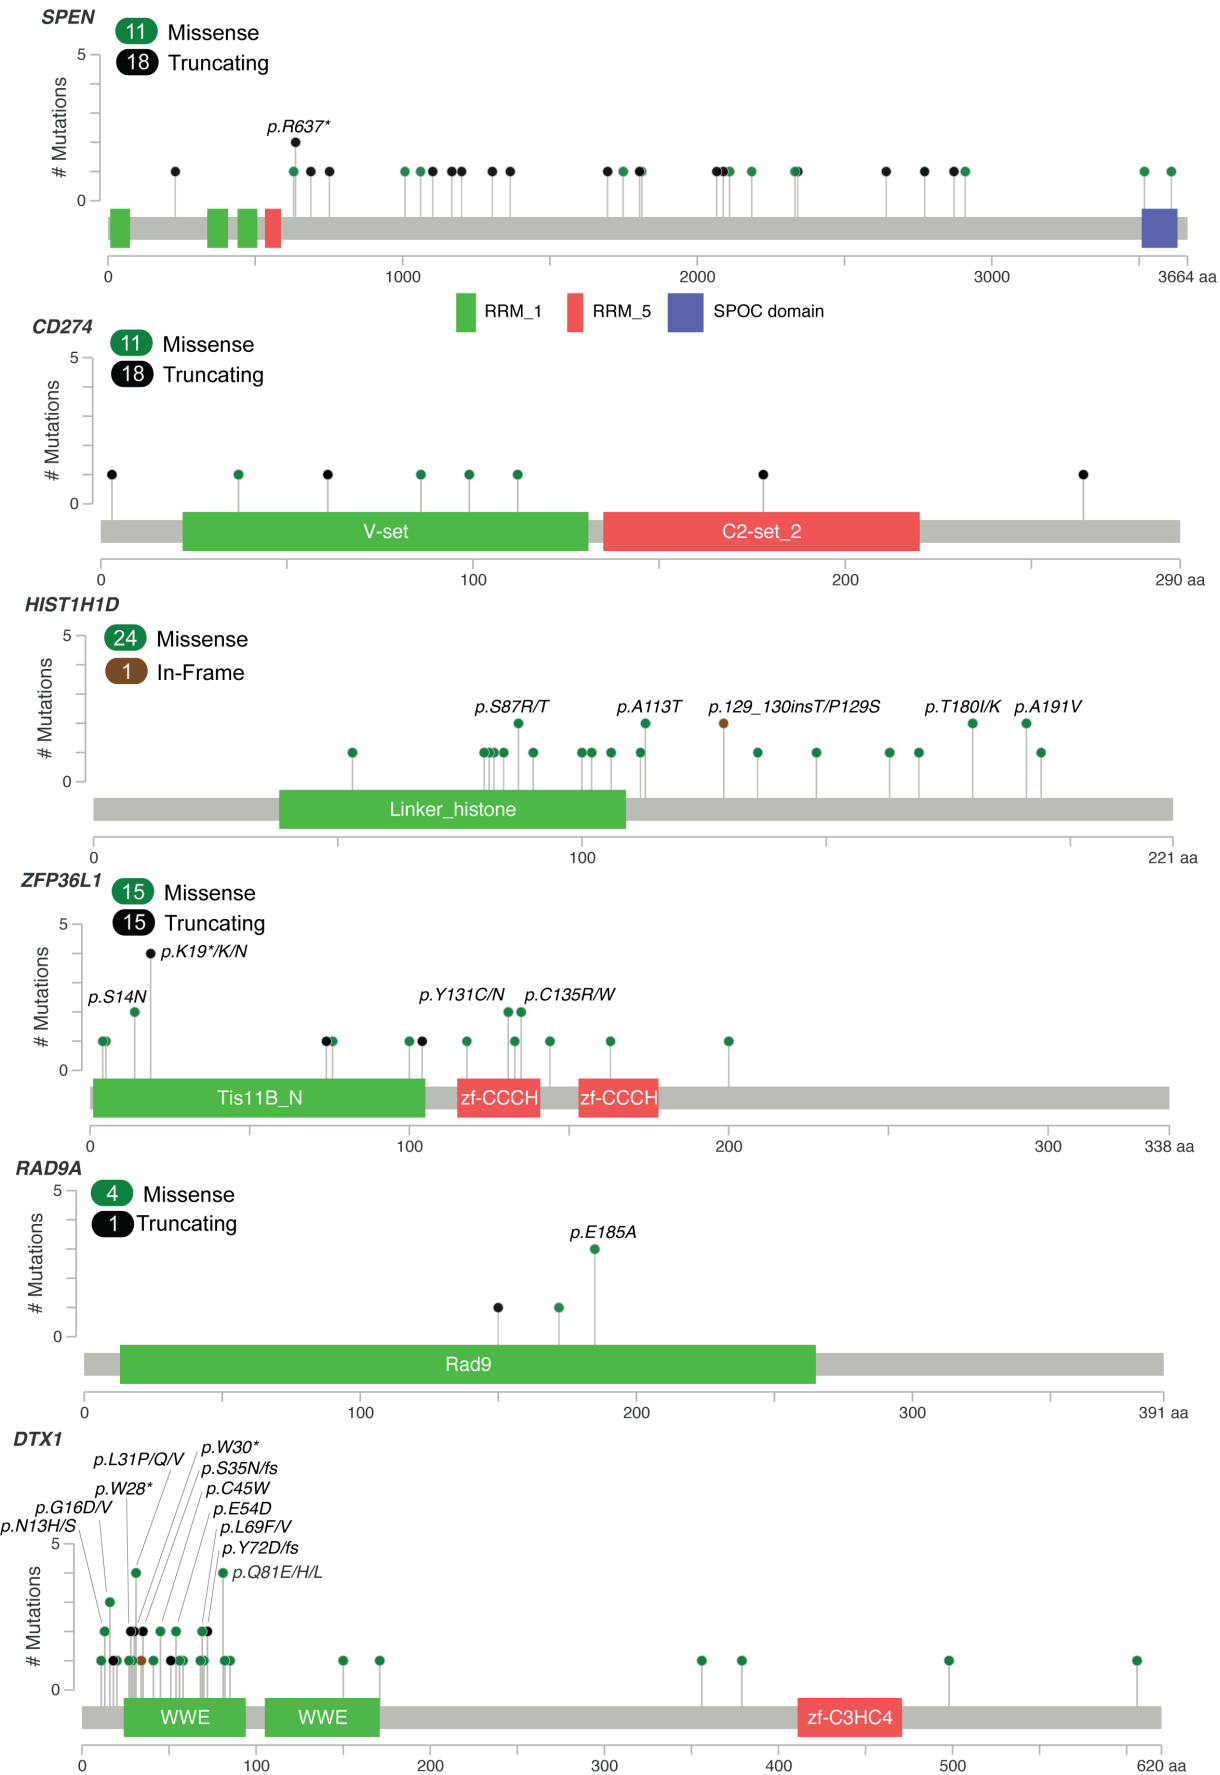 SPEN
11 Missense
18 Truncating
5
# Mutations
0
p.R637*
0 1000 2000 3000 3664 aa
RRM_1 RRM_5 SPOC domain
CD274
11 Missense
18 Truncating
5
# Mutations
0
V-set C2-set_2
0 100 200 290 aa
HIST1H1D
24 Missense
1 In-Frame
5
# Mutations
0
p.S87R/T p.A113T p.129_130insT/P129S p.T180I/K p.A191V
Linker_histone
0 100 221 aa
ZFP36L1
15 Missense
15 Truncating
5
# Mutations
0
p.K19*/K/N
p.S14N p.Y131C/N p.C135R/W
Tis11B_N zf-CCCH zf-CCCH
0 100 200 300 338 aa
RAD9A
4 Missense
1 Truncating
5
# Mutations
0
p.E185A
Rad9
0 100 200 300 391 aa
DTX1
p.W30*
p.L31P/Q/V
p.S35N/fs
p.W28* p.C45W
p.G16D/V p.E54D
p.N13H/S p.L69F/V
p.Y72D/fs
p.Q81E/H/L
5
# Mutations
0
WWE WWE zf-C3HC4
0 100 200 300 400 500 620 aa